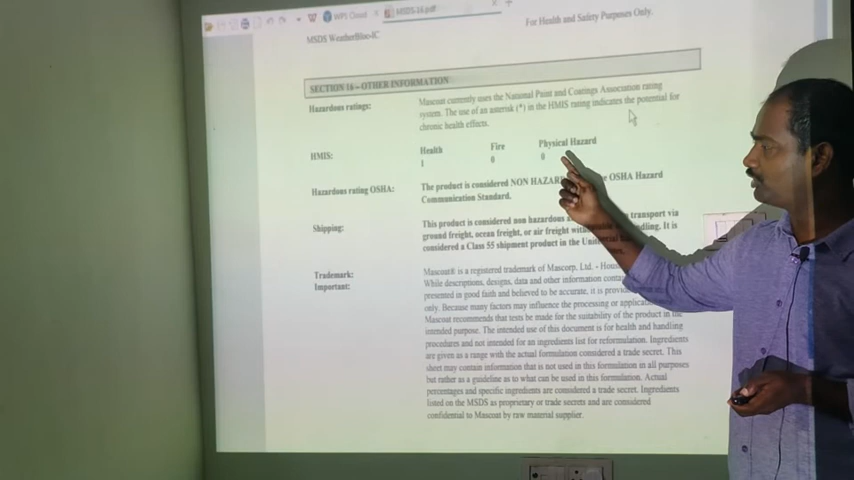 WPS Cloud
MSDS-16.pdf
MSDS WeatherBloc-IC
For Health and Safety Purposes Only.
SECTION 16 – OTHER INFORMATION
Hazardous ratings: Mascoat currently uses the National Paint and Coatings Association rating
system. The use of an asterisk (*) in the HMIS rating indicates the potential for
chronic health effects.
HMIS: Health Fire Physical Hazard
1 0 0
Hazardous rating OSHA: The product is considered NON HAZAR OSHA Hazard
Communication Standard.
Shipping: This product is considered non hazardous transport via
ground freight, ocean freight, or air freight with dling. It is
considered a Class 55 shipment product in the
Trademark: Mascoat® is a registered trademark of Mascorp, Ltd. - Hous
Important: While descriptions, designs, data and other information conta
presented in good faith and believed to be accurate, it is provi
only. Because many factors may influence the processing or applica
Mascoat recommends that tests be made for the suitability of the product in the
intended purpose. The intended use of this document is for health and handling
procedures and not intended for an ingredients list for reformulation. Ingredients
are given as a range with the actual formulation considered a trade secret. This
sheet may contain information that is not used in this formulation in all purposes
but rather as a guideline as to what can be used in this formulation. Actual
percentages and specific ingredients are considered a trade secret. Ingredients
listed on the MSDS as proprietary or trade secrets and are considered
confidential to Mascoat by raw material supplier.